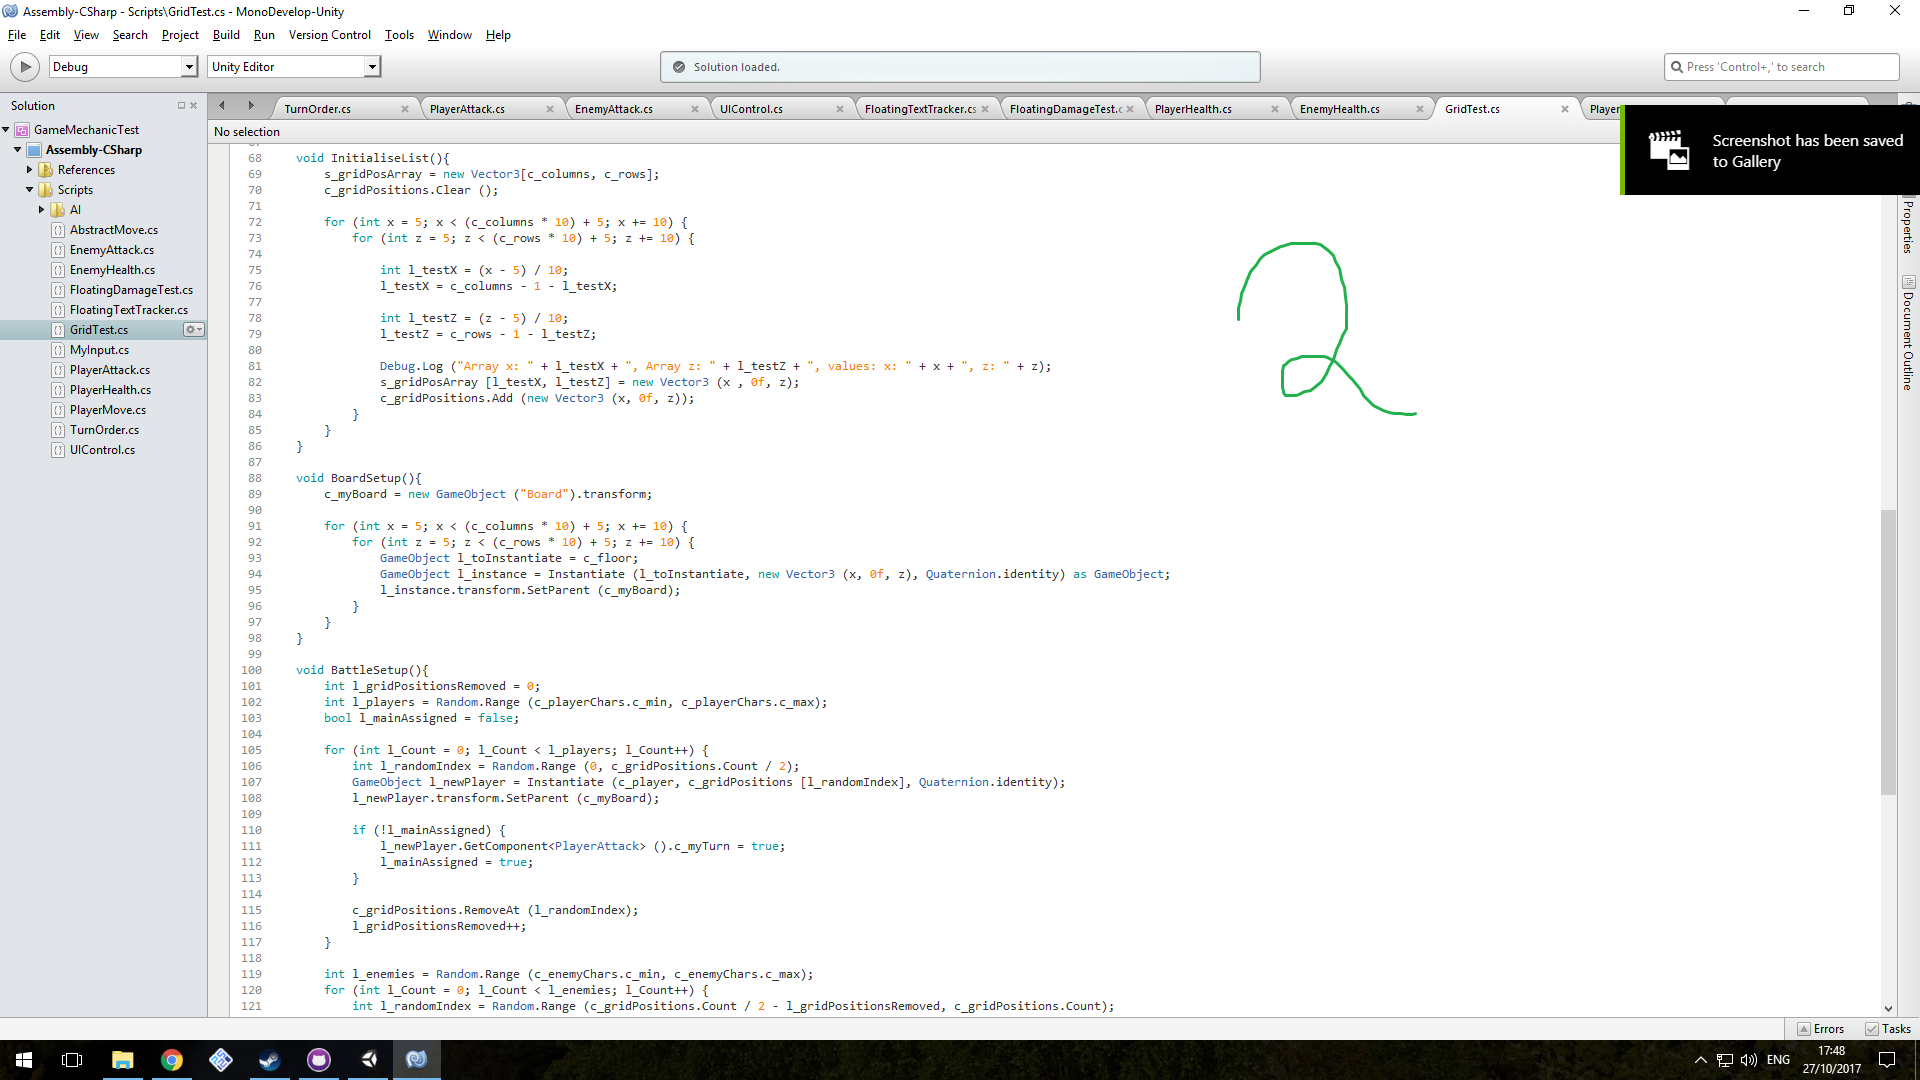 Assembly-CSharp - Scripts\GridTest.cs - MonoDevelop-Unity
File Edit View Search Project Build Run Version Control Tools Window Help
Debug Unity Editor Solution loaded. Press 'Control+,' to search
Solution
GameMechanicTest
Assembly-CSharp
References
Scripts
AI
AbstractMove.cs
EnemyAttack.cs
EnemyHealth.cs
FloatingDamageTest.cs
FloatingTextTracker.cs
GridTest.cs
MyInput.cs
PlayerAttack.cs
PlayerHealth.cs
PlayerMove.cs
TurnOrder.cs
UIControl.cs
TurnOrder.cs PlayerAttack.cs EnemyAttack.cs UIControl.cs FloatingTextTracker.cs FloatingDamageTest.c PlayerHealth.cs EnemyHealth.cs GridTest.cs Player
No selection
68 void InitialiseList(){
69 s_gridPosArray = new Vector3[c_columns, c_rows];
70 c_gridPositions.Clear ();
71
72 for (int x = 5; x < (c_columns * 10) + 5; x += 10) {
73 for (int z = 5; z < (c_rows * 10) + 5; z += 10) {
74
75 int l_testX = (x - 5) / 10;
76 l_testX = c_columns - 1 - l_testX;
77
78 int l_testZ = (z - 5) / 10;
79 l_testZ = c_rows - 1 - l_testZ;
80
81 Debug.Log ("Array x: " + l_testX + ", Array z: " + l_testZ + ", values: x: " + x + ", z: " + z);
82 s_gridPosArray [l_testX, l_testZ] = new Vector3 (x , 0f, z);
83 c_gridPositions.Add (new Vector3 (x, 0f, z));
84 }
85 }
86 }
87
88 void BoardSetup(){
89 c_myBoard = new GameObject ("Board").transform;
90
91 for (int x = 5; x < (c_columns * 10) + 5; x += 10) {
92 for (int z = 5; z < (c_rows * 10) + 5; z += 10) {
93 GameObject l_toInstantiate = c_floor;
94 GameObject l_instance = Instantiate (l_toInstantiate, new Vector3 (x, 0f, z), Quaternion.identity) as GameObject;
95 l_instance.transform.SetParent (c_myBoard);
96 }
97 }
98 }
99
100 void BattleSetup(){
101 int l_gridPositionsRemoved = 0;
102 int l_players = Random.Range (c_playerChars.c_min, c_playerChars.c_max);
103 bool l_mainAssigned = false;
104
105 for (int l_Count = 0; l_Count < l_players; l_Count++) {
106 int l_randomIndex = Random.Range (0, c_gridPositions.Count / 2);
107 GameObject l_newPlayer = Instantiate (c_player, c_gridPositions [l_randomIndex], Quaternion.identity);
108 l_newPlayer.transform.SetParent (c_myBoard);
109
110 if (!l_mainAssigned) {
111 l_newPlayer.GetComponent<PlayerAttack> ().c_myTurn = true;
112 l_mainAssigned = true;
113 }
114
115 c_gridPositions.RemoveAt (l_randomIndex);
116 l_gridPositionsRemoved++;
117 }
118
119 int l_enemies = Random.Range (c_enemyChars.c_min, c_enemyChars.c_max);
120 for (int l_Count = 0; l_Count < l_enemies; l_Count++) {
121 int l_randomIndex = Random.Range (c_gridPositions.Count / 2 - l_gridPositionsRemoved, c_gridPositions.Count);
2
Screenshot has been saved
to Gallery
Properties
Document Outline
Errors Tasks
ENG
17:48
27/10/2017